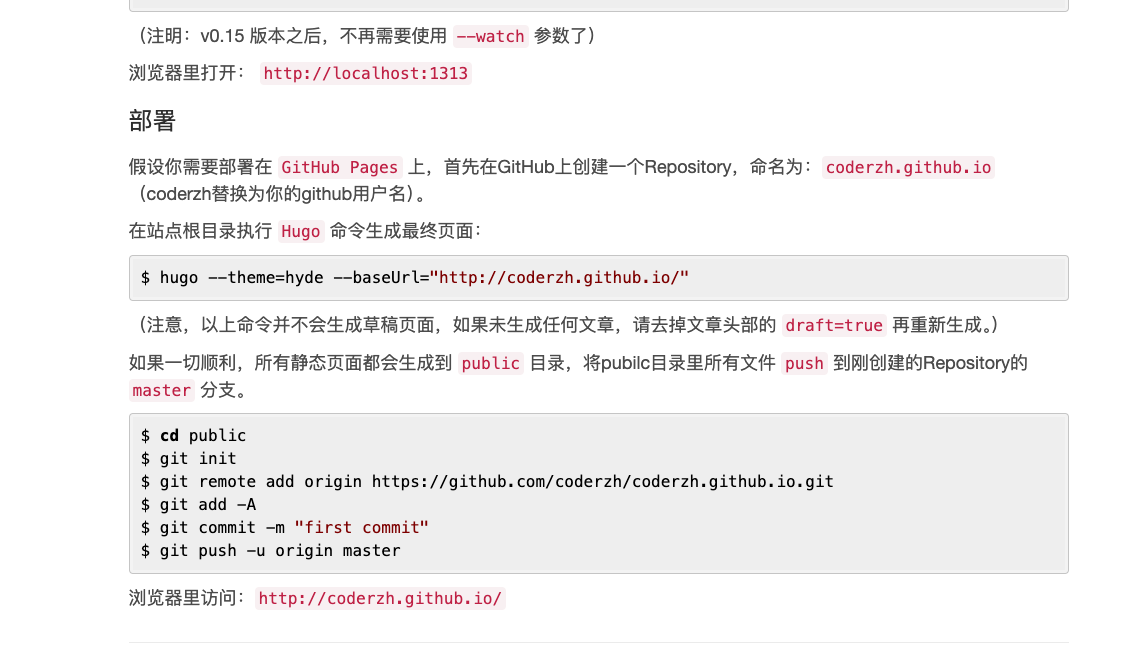 （注明：v0.15 版本之后，不再需要使用 --watch 参数了）
浏览器里打开： http://localhost:1313
部署
假设你需要部署在 GitHub Pages 上，首先在GitHub上创建一个Repository，命名为： coderzh.github.io
（coderzh替换为你的github用户名）。
在站点根目录执行 Hugo 命令生成最终页面：
$ hugo --theme=hyde --baseUrl="http://coderzh.github.io/"
（注意，以上命令并不会生成草稿页面，如果未生成任何文章，请去掉文章头部的 draft=true 再重新生成。）
如果一切顺利，所有静态页面都会生成到 public 目录，将pubilc目录里所有文件 push 到刚创建的Repository的
master 分支。
$ cd public
$ git init
$ git remote add origin https://github.com/coderzh/coderzh.github.io.git
$ git add -A
$ git commit -m "first commit"
$ git push -u origin master
浏览器里访问：http://coderzh.github.io/